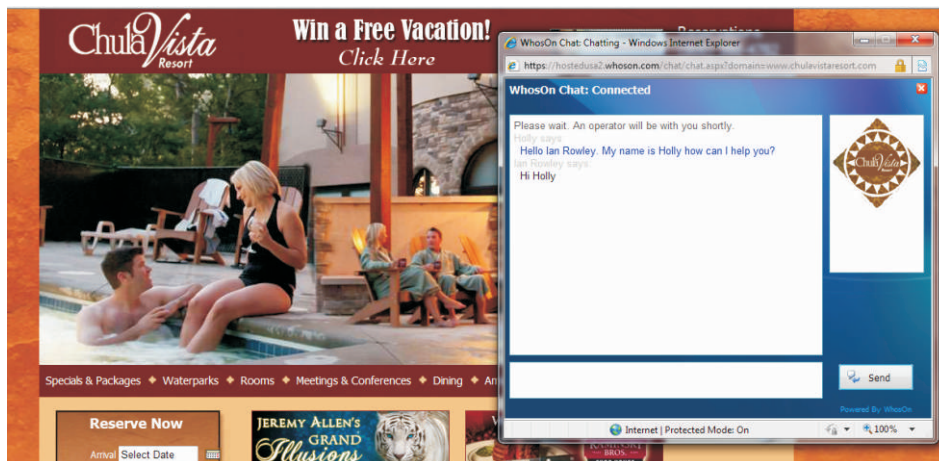 Chula Vista
Resort
Win a Free Vacation!
Click Here
Reservations
WhosOn Chat: Chatting - Windows Internet Explorer
https://hostedusa2.whoson.com/chat/chat.aspx?domain=www.chulavistaresort.com
WhosOn Chat: Connected
Please wait. An operator will be with you shortly.
Holly says:
Hello Ian Rowley. My name is Holly how can I help you?
Ian Rowley says:
Hi Holly
Chula Vista
Resort
Send
Powered By WhosOn
Internet | Protected Mode: On
100%
Specials & Packages
Waterparks
Rooms
Meetings & Conferences
Dining
Reserve Now
Arrival
Select Date
JEREMY ALLEN'S
GRAND
Illusions
BROS.